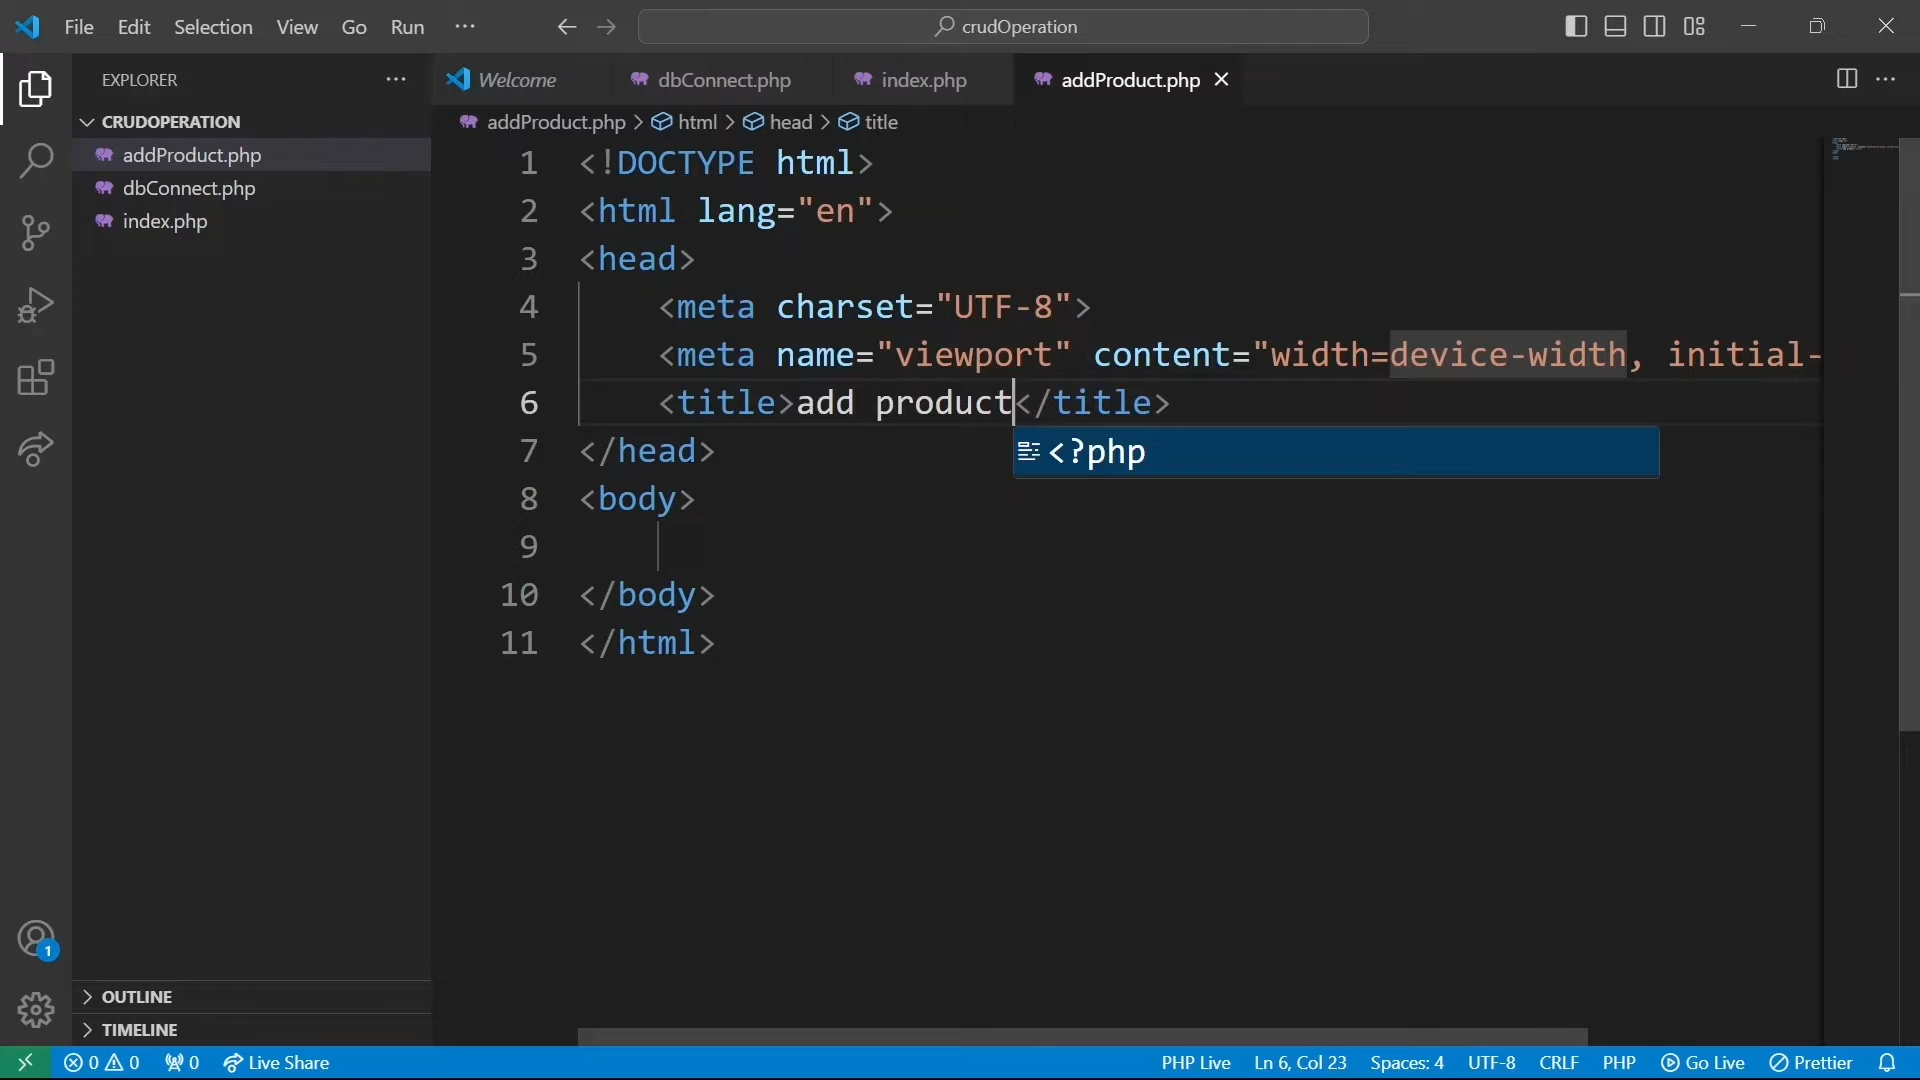 File Edit Selection View Go Run ···
crudOperation
EXPLORER ···
Welcome dbConnect.php index.php addProduct.php
CRUDOPERATION
addProduct.php
dbConnect.php
index.php
addProduct.php > html > head > title
1 <!DOCTYPE html>
2 <html lang="en">
3 <head>
4 <meta charset="UTF-8">
5 <meta name="viewport" content="width=device-width, initial-
6 <title>add product</title>
<?php
7 </head>
8 <body>
9
10 </body>
11 </html>
1
OUTLINE
TIMELINE
0 0 0 Live Share PHP Live Ln 6, Col 23 Spaces: 4 UTF-8 CRLF PHP Go Live Prettier